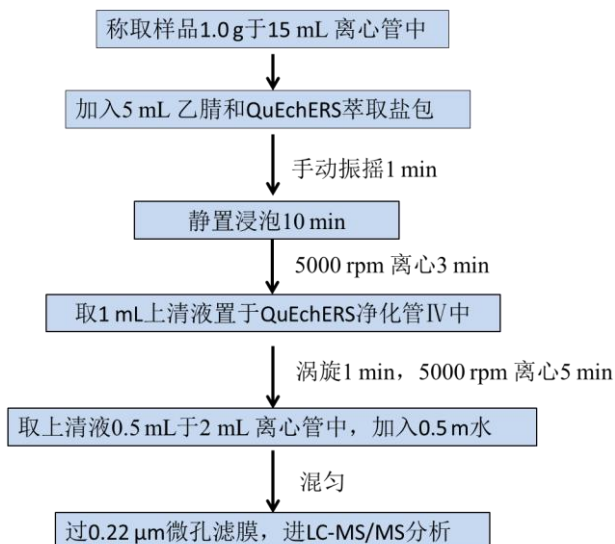 称取样品1.0 g于15 mL 离心管中
加入5 mL 乙腈和QuEchERS萃取盐包
手动振摇1 min
静置浸泡10 min
5000 rpm 离心3 min
取1 mL上清液置于QuEchERS净化管Ⅳ中
涡旋1 min，5000 rpm 离心5 min
取上清液0.5 mL于2 mL 离心管中，加入0.5 m水
混匀
过0.22 μm微孔滤膜，进LC-MS/MS分析